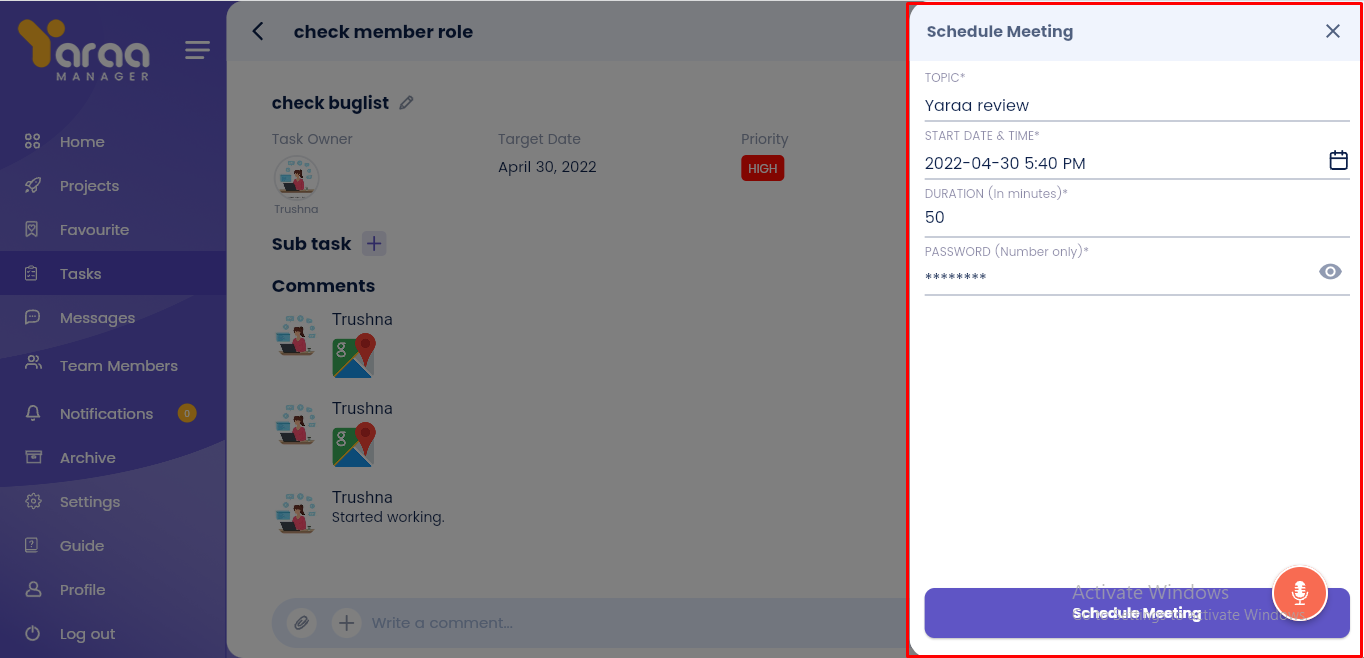 Yaraa
MANAGER
Home
Projects
Favourite
Tasks
Messages
Team Members
Notifications 0
Archive
Settings
Guide
Profile
Log out
check member role
check buglist
Task Owner
Trushna
Target Date
April 30, 2022
Priority
HIGH
Sub task
Comments
Trushna
g
Trushna
g
Trushna
Started working.
Write a comment...
Schedule Meeting
TOPIC*
Yaraa review
START DATE & TIME*
2022-04-30 5:40 PM
DURATION (In minutes)*
50
PASSWORD (Number only)*
********
Activate Windows
Schedule Meeting
Go to Settings to activate Windows.